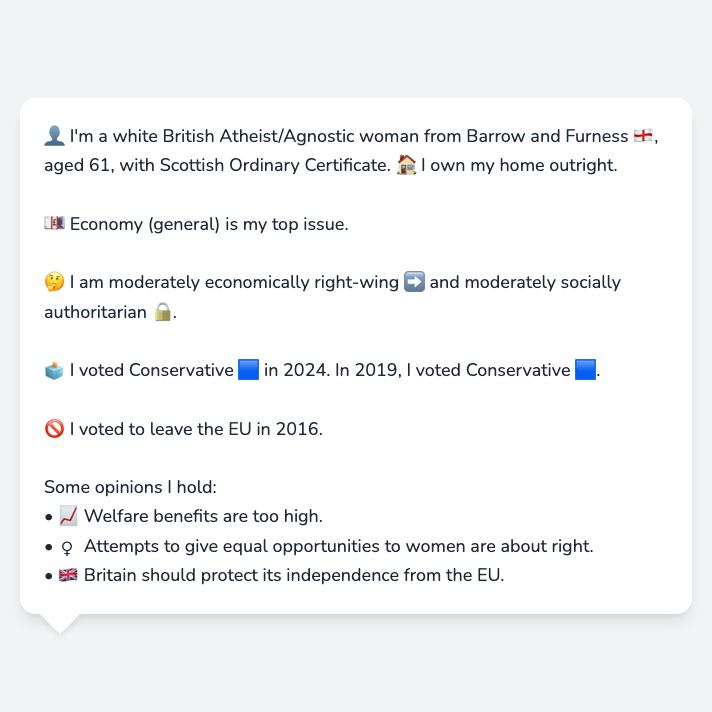 👤 I'm a white British Atheist/Agnostic woman from Barrow and Furness 🏴󠁧󠁢󠁥󠁮󠁧󠁿,
aged 61, with Scottish Ordinary Certificate. 🏠 I own my home outright.
💷 Economy (general) is my top issue.
🤔 I am moderately economically right-wing ➡️ and moderately socially
authoritarian 🔒.
🗳️ I voted Conservative 🟦 in 2024. In 2019, I voted Conservative 🟦.
🚫 I voted to leave the EU in 2016.
Some opinions I hold:
• 📈 Welfare benefits are too high.
• ♀ Attempts to give equal opportunities to women are about right.
• 🇬🇧 Britain should protect its independence from the EU.